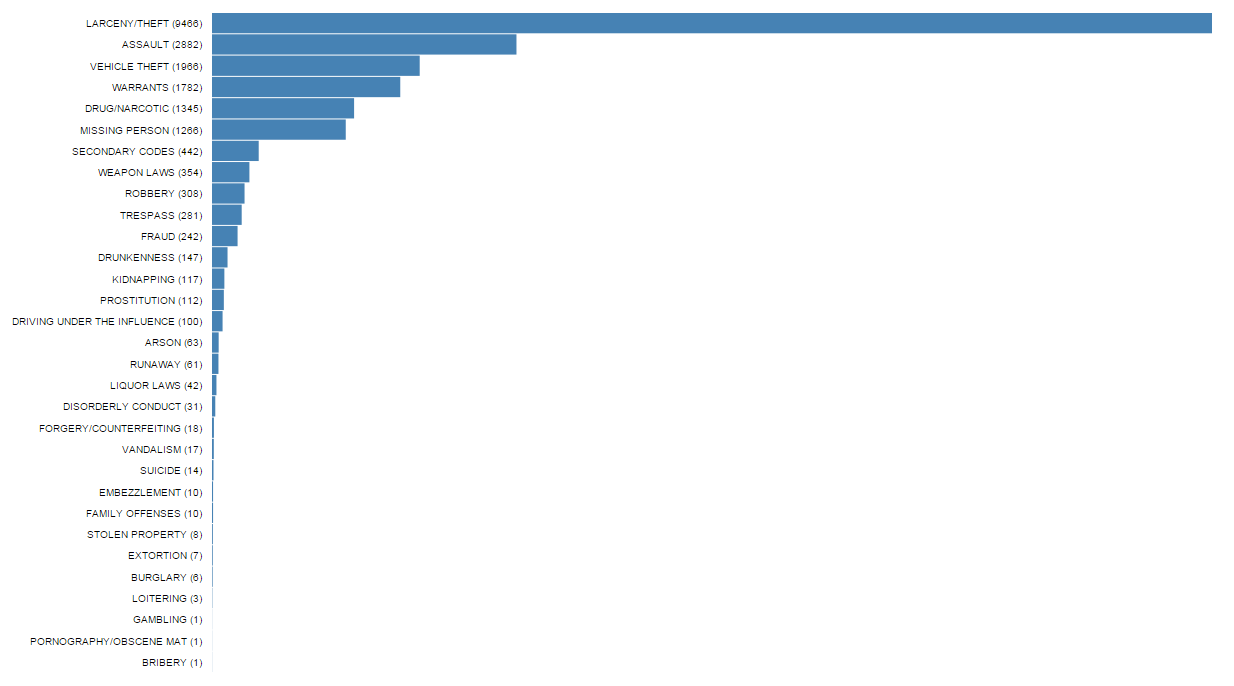 LARCENY/THEFT (9466)
ASSAULT (2882)
VEHICLE THEFT (1966)
WARRANTS (1782)
DRUG/NARCOTIC (1345)
MISSING PERSON (1266)
SECONDARY CODES (442)
WEAPON LAWS (354)
ROBBERY (308)
TRESPASS (281)
FRAUD (242)
DRUNKENNESS (147)
KIDNAPPING (117)
PROSTITUTION (112)
DRIVING UNDER THE INFLUENCE (100)
ARSON (63)
RUNAWAY (61)
LIQUOR LAWS (42)
DISORDERLY CONDUCT (31)
FORGERY/COUNTERFEITING (18)
VANDALISM (17)
SUICIDE (14)
EMBEZZLEMENT (10)
FAMILY OFFENSES (10)
STOLEN PROPERTY (8)
EXTORTION (7)
BURGLARY (6)
LOITERING (3)
GAMBLING (1)
PORNOGRAPHY/OBSCENE MAT (1)
BRIBERY (1)